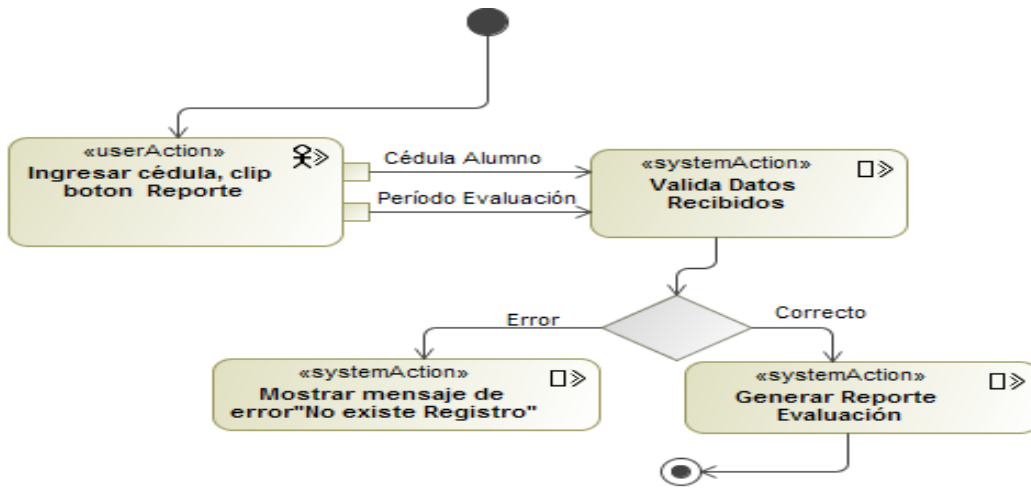 «userAction»
Ingresar cédula, clip
boton Reporte
Cédula Alumno
Período Evaluación
«systemAction»
Valida Datos
Recibidos
Error
Correcto
«systemAction»
Mostrar mensaje de
error"No existe Registro"
«systemAction»
Generar Reporte
Evaluación